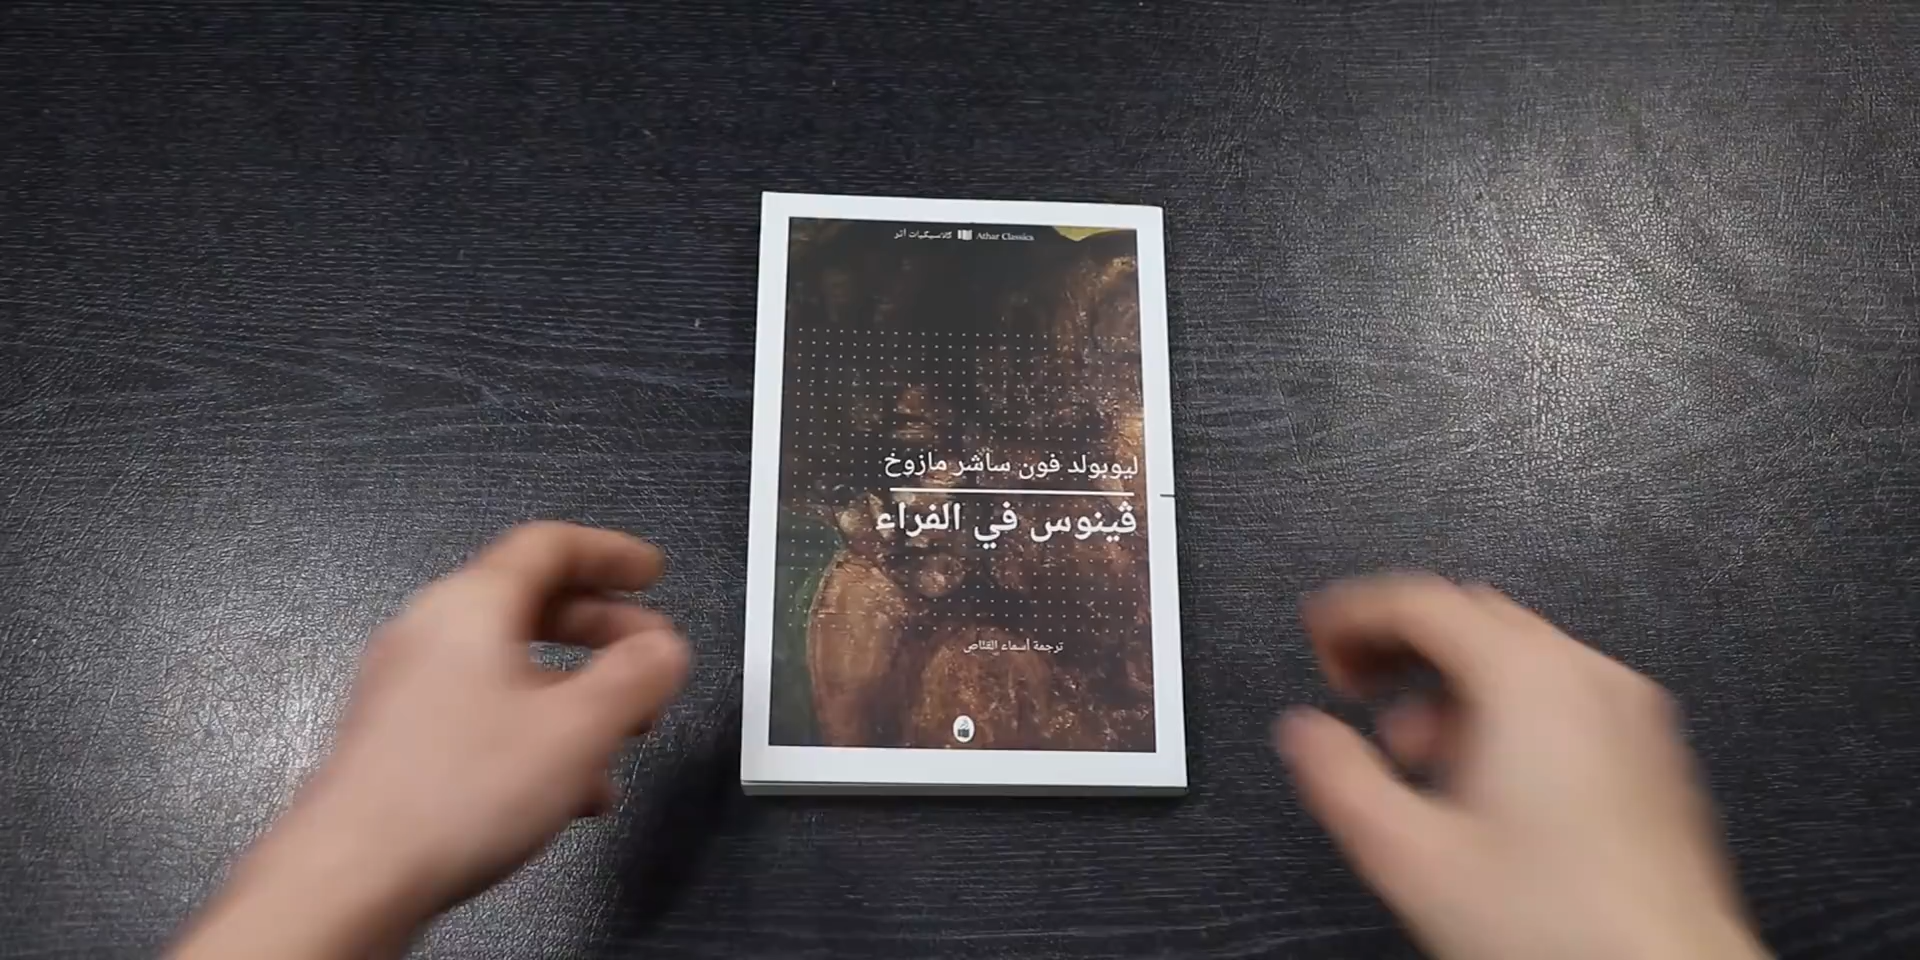 كلاسيكيات أثر Athar Classics
ليوبولد فون ساشر مازوخ
ڤينوس في الفراء
ترجمة أسماء القناص